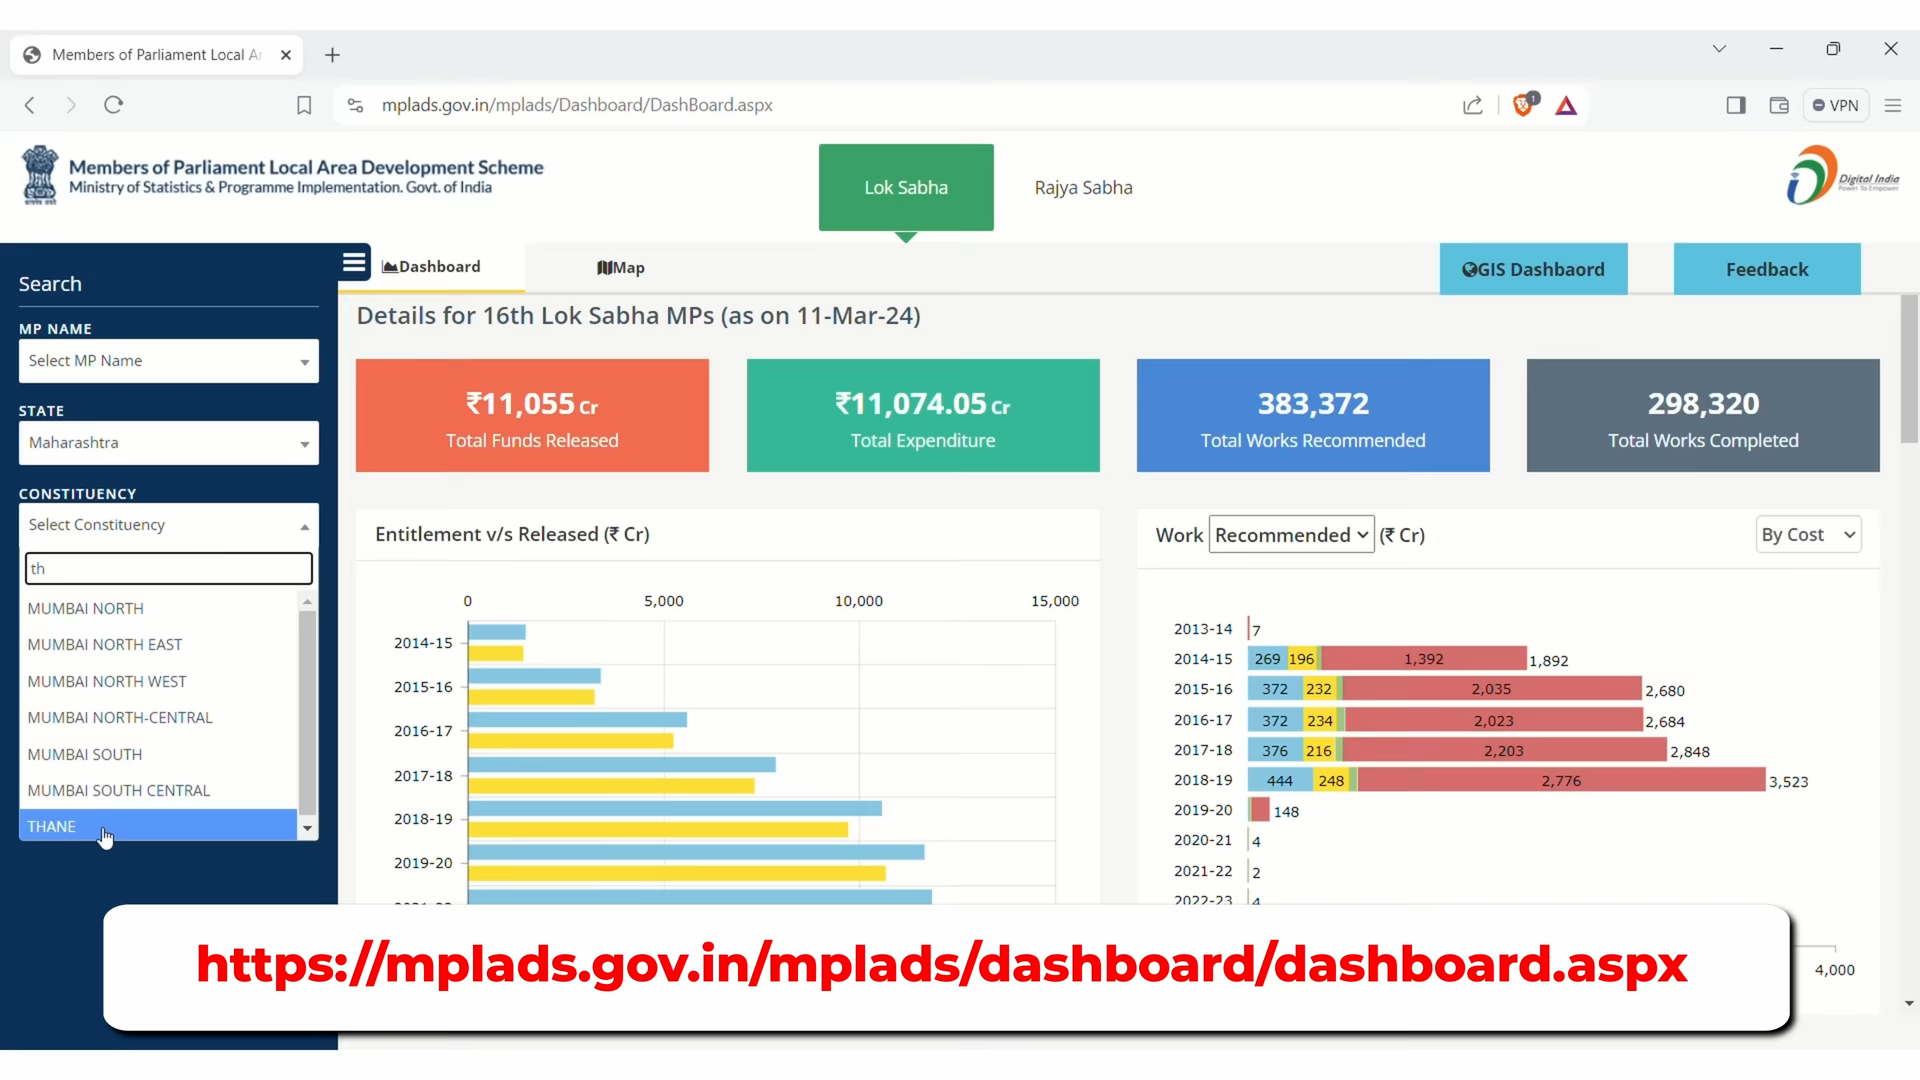 Members of Parliament Local Ar
mplads.gov.in/mplads/Dashboard/DashBoard.aspx
1
VPN
Members of Parliament Local Area Development Scheme
Ministry of Statistics & Programme Implementation. Govt. of India
Lok Sabha
Rajya Sabha
Digital India
Power To Empower
Search
Dashboard
Map
GIS Dashbaord
Feedback
MP NAME
Select MP Name
STATE
Maharashtra
CONSTITUENCY
Select Constituency
th
MUMBAI NORTH
MUMBAI NORTH EAST
MUMBAI NORTH WEST
MUMBAI NORTH-CENTRAL
MUMBAI SOUTH
MUMBAI SOUTH CENTRAL
THANE
Details for 16th Lok Sabha MPs (as on 11-Mar-24)
₹11,055 Cr
Total Funds Released
₹11,074.05 Cr
Total Expenditure
383,372
Total Works Recommended
298,320
Total Works Completed
Entitlement v/s Released (₹ Cr)
0 5,000 10,000 15,000
2014-15
2015-16
2016-17
2017-18
2018-19
2019-20
Work Recommended (₹ Cr)
By Cost
2013-14 7
2014-15 269 196 1,392 1,892
2015-16 372 232 2,035 2,680
2016-17 372 234 2,023 2,684
2017-18 376 216 2,203 2,848
2018-19 444 248 2,776 3,523
2019-20 148
2020-21 4
2021-22 2
2022-23 4
4,000
https://mplads.gov.in/mplads/dashboard/dashboard.aspx